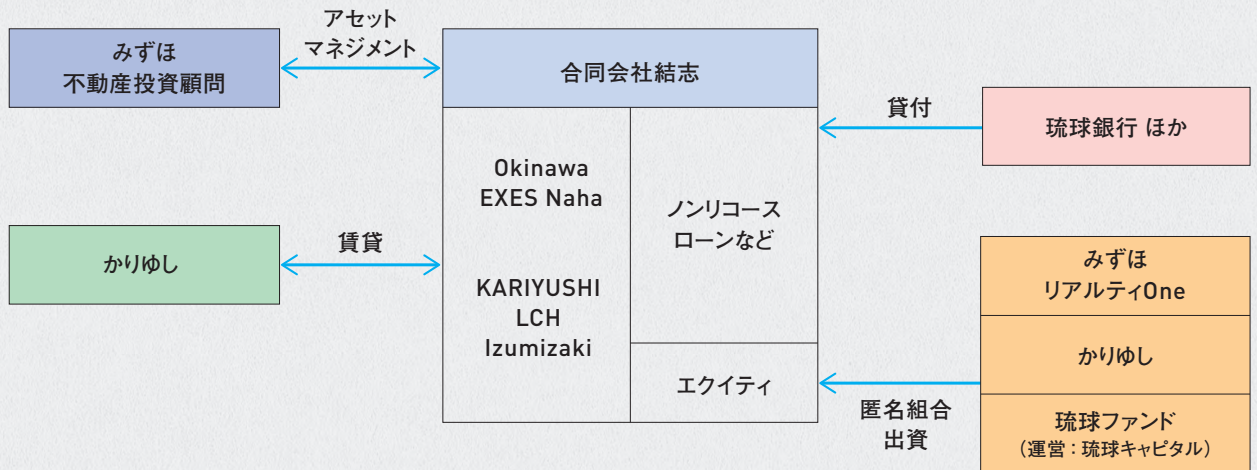 みずほ
不動産投資顧問
アセット
マネジメント
合同会社結志
貸付
琉球銀行 ほか
Okinawa
EXES Naha
ノンリコース
ローンなど
かりゆし
賃貸
KARIYUSHI
LCH
Izumizaki
エクイティ
匿名組合
出資
みずほ
リアルティOne
かりゆし
琉球ファンド
(運営:琉球キャピタル)